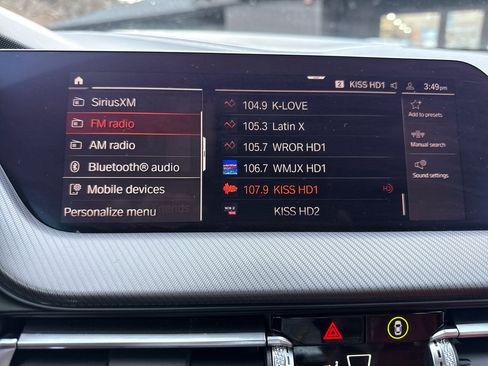 2 KISS HD1 3:49pm
SiriusXM
FM radio
AM radio
Bluetooth® audio
Mobile devices
Personalize menu
104.9 K-LOVE
105.3 Latin X
105.7 WROR HD1
106.7 WMJX HD1
107.9 KISS HD1
KISS HD2
Add to presets
Manual search
Sound settings